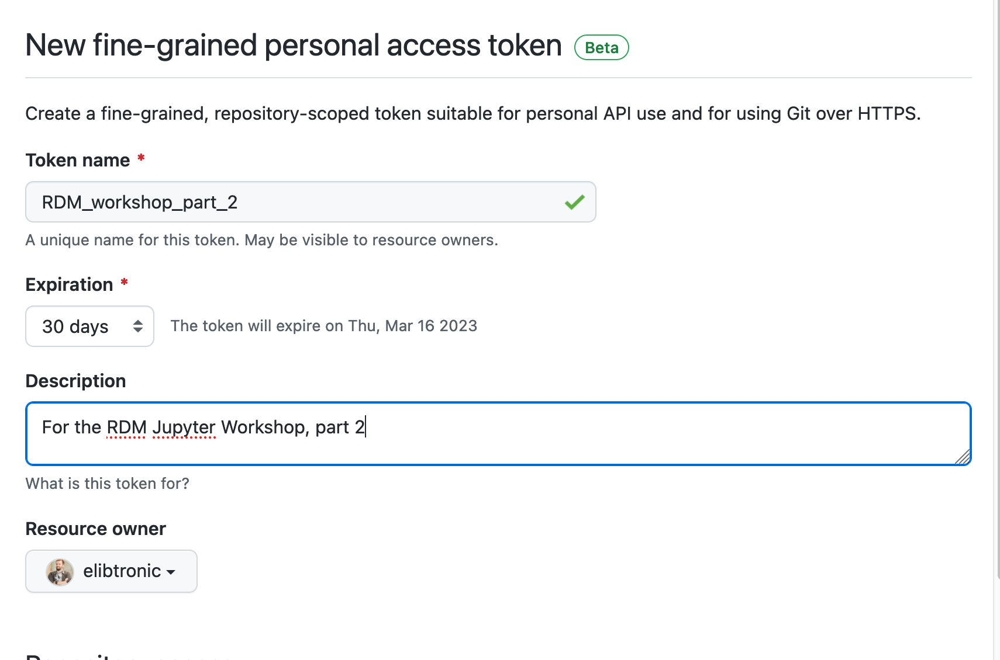 New fine-grained personal access token Beta
Create a fine-grained, repository-scoped token suitable for personal API use and for using Git over HTTPS.
Token name *
RDM_workshop_part_2
A unique name for this token. May be visible to resource owners.
Expiration *
30 days The token will expire on Thu, Mar 16 2023
Description
For the RDM Jupyter Workshop, part 2
What is this token for?
Resource owner
elibtronic